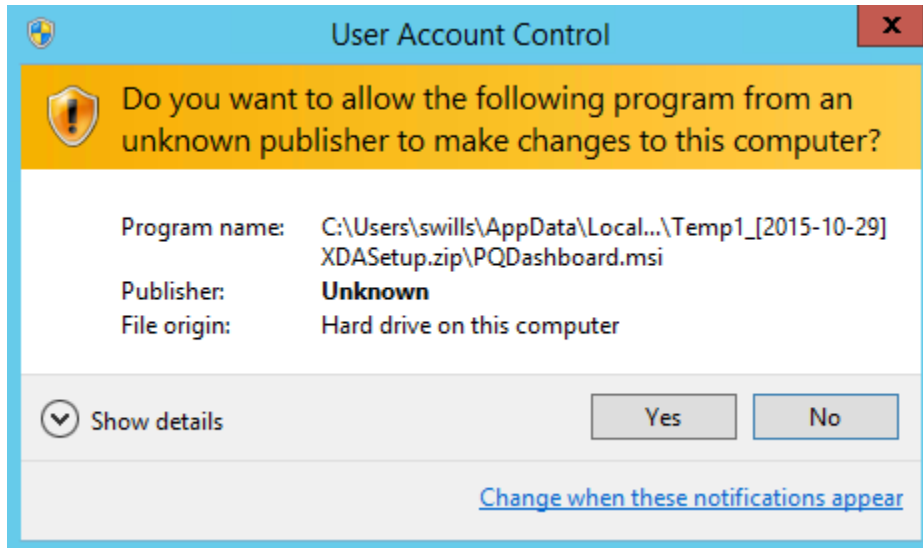 User Account Control
x
Do you want to allow the following program from an
unknown publisher to make changes to this computer?
Program name: C:\Users\swills\AppData\Local...\Temp1_[2015-10-29]
XDASetup.zip\PQDashboard.msi
Publisher: Unknown
File origin: Hard drive on this computer
Show details Yes No
Change when these notifications appear